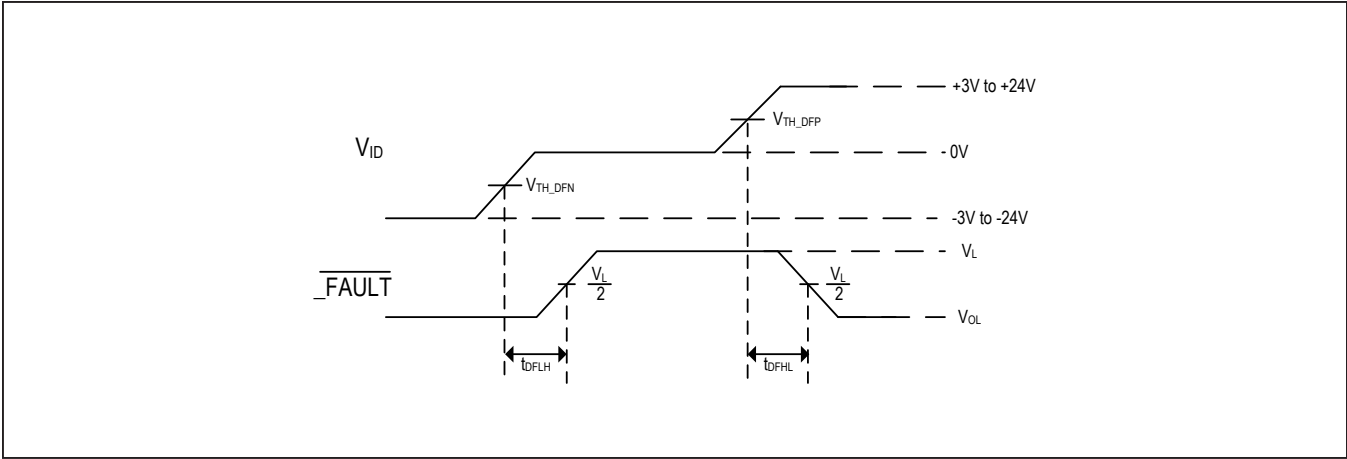 +3V to +24V
VTH_DFP
VID
0V
VTH_DFN
-3V to -24V
VL
_FAULT
VL
2
VL
2
VOL
tDFLH
tDFHL